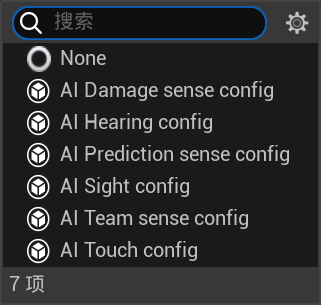 搜索
None
AI Damage sense config
AI Hearing config
AI Prediction sense config
AI Sight config
AI Team sense config
AI Touch config
7 项